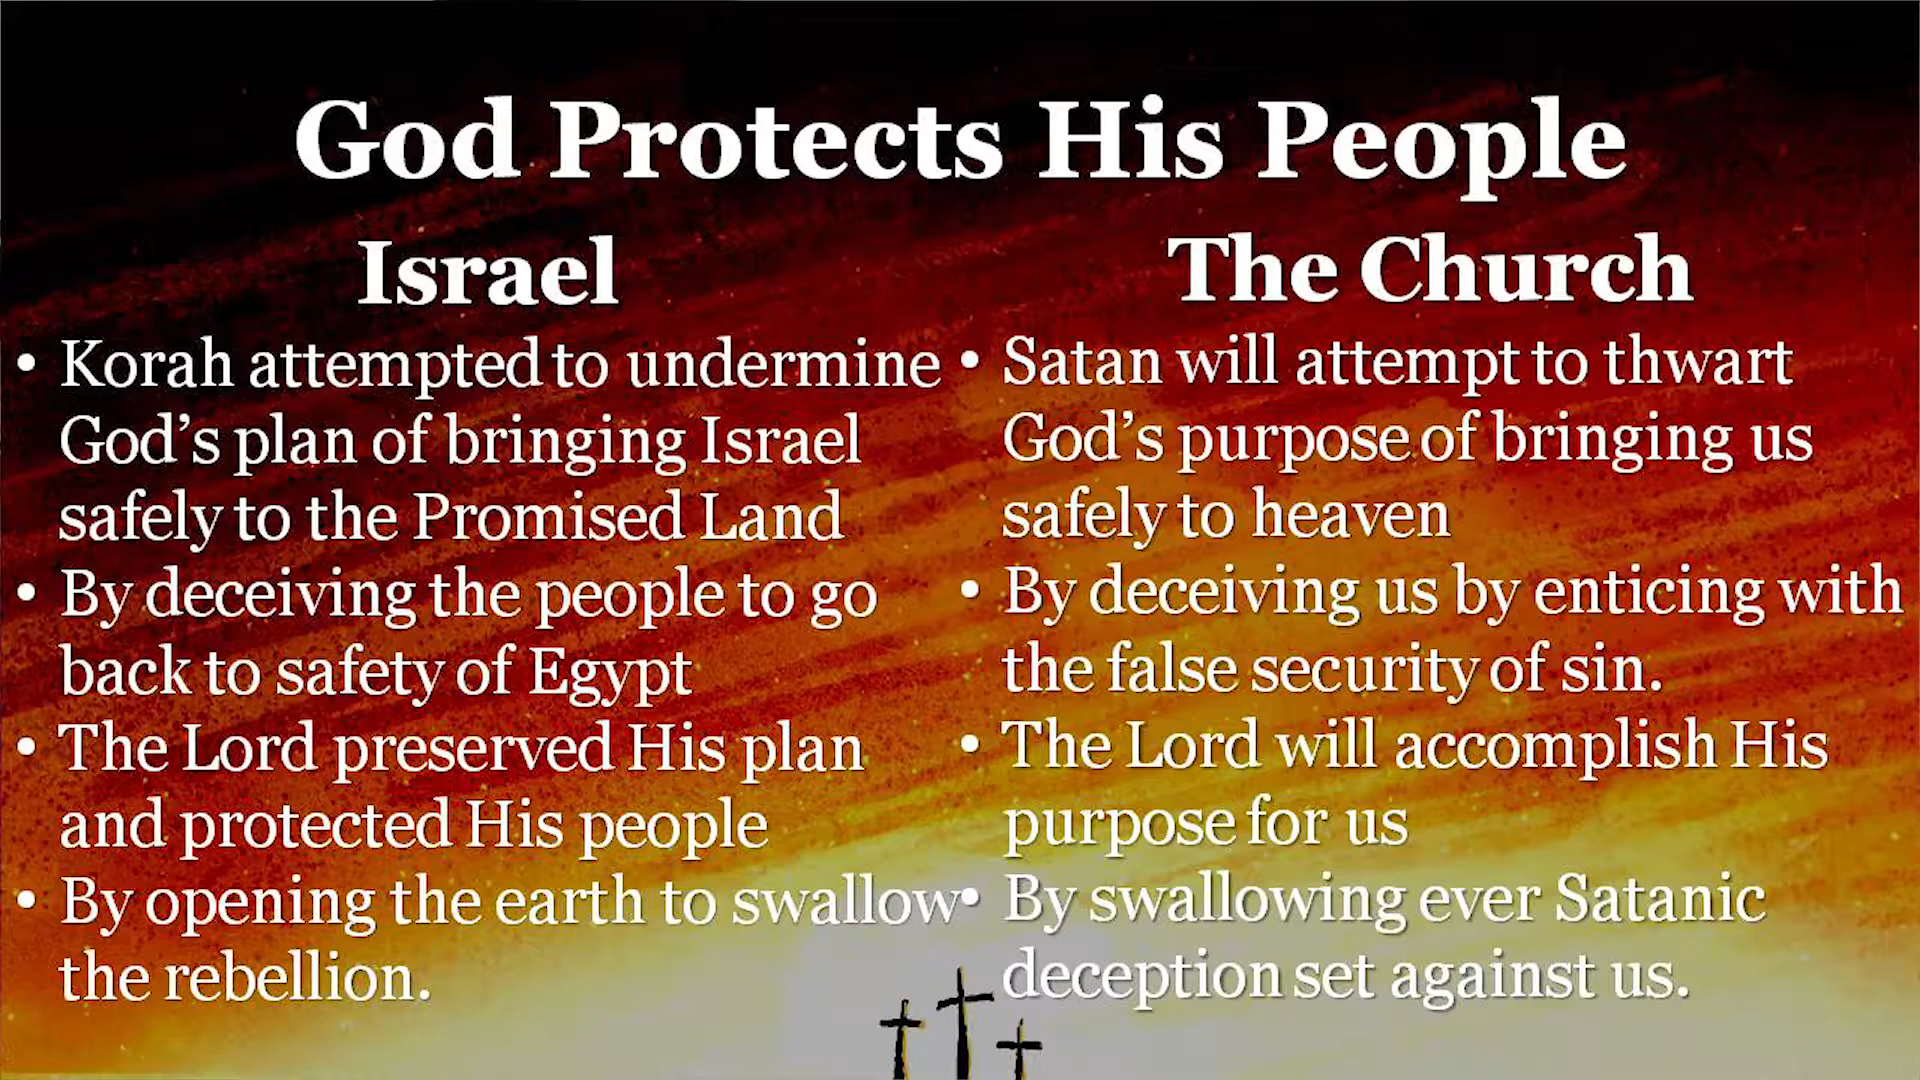 God Protects His People
Israel
Korah attempted to undermine
God's plan of bringing Israel
safely to the Promised Land
By deceiving the people to go
back to safety of Egypt
The Lord preserved His plan
and protected His people
By opening the earth to swallow
the rebellion.
The Church
Satan will attempt to thwart
God's purpose of bringing us
safely to heaven
By deceiving us by enticing with
the false security of sin.
The Lord will accomplish His
purpose for us
By swallowing ever Satanic
deception set against us.